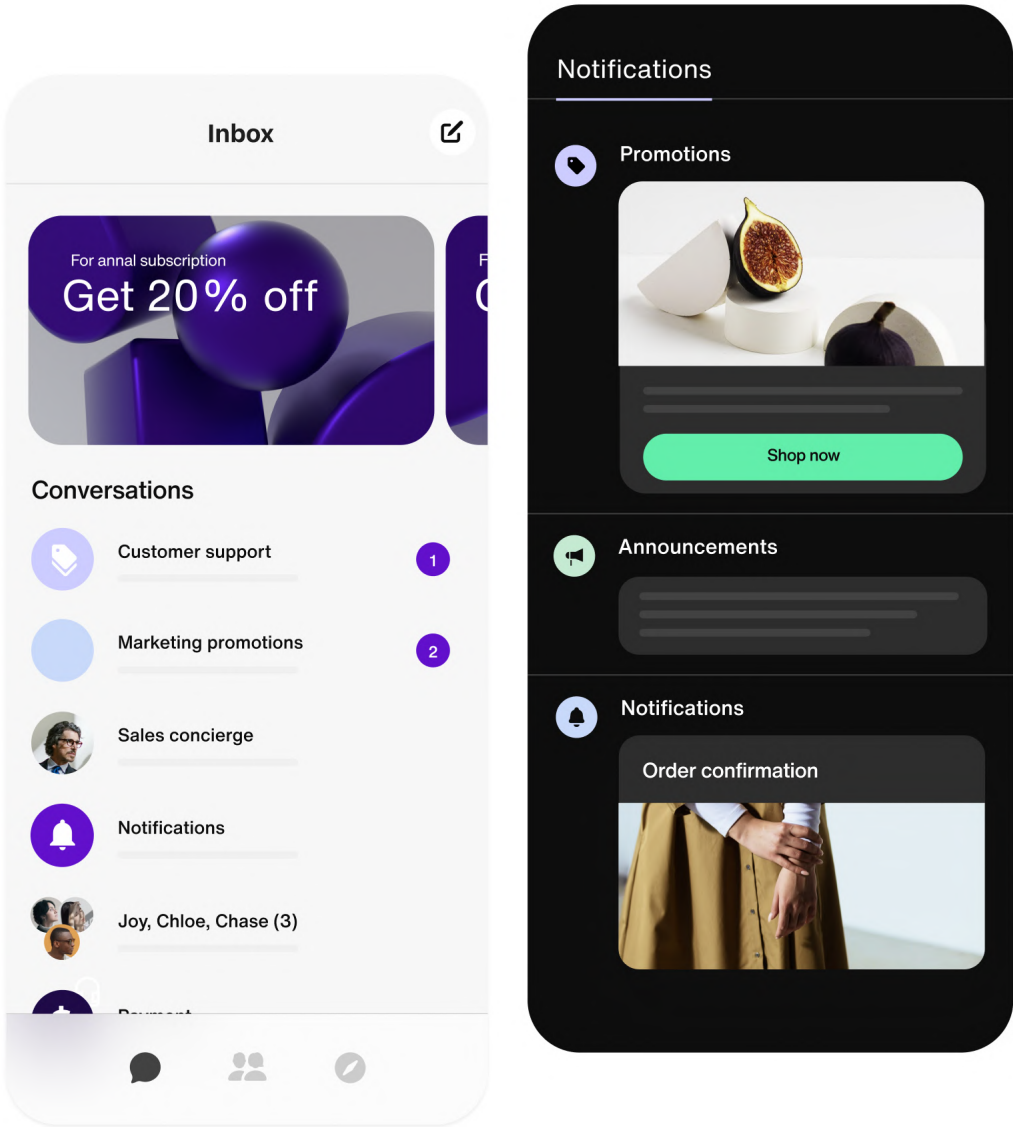 Inbox
For annal subscription
Get 20% off
F
Conversations
Customer support
1
Marketing promotions
2
Sales concierge
Notifications
Joy, Chloe, Chase (3)
Payment
Notifications
Promotions
Shop now
Announcements
Notifications
Order confirmation